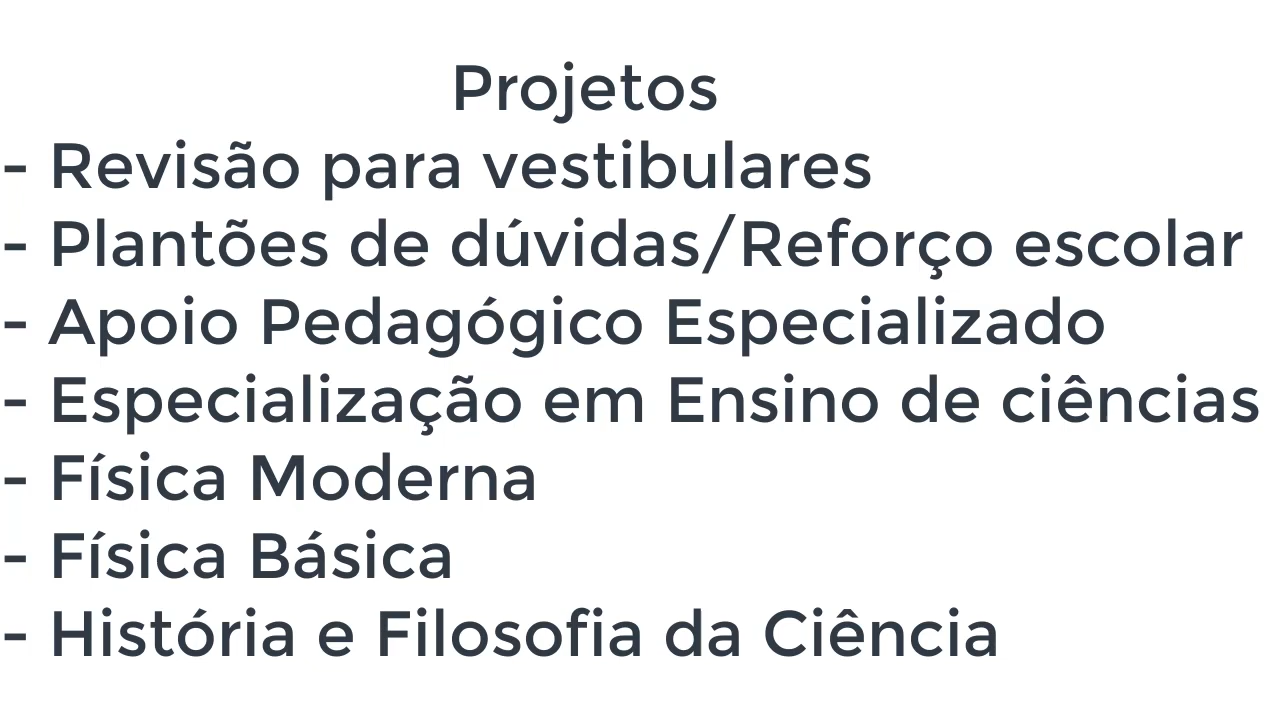 Projetos
- Revisão para vestibulares
- Plantões de dúvidas/Reforço escolar
- Apoio Pedagógico Especializado
- Especialização em Ensino de ciências
- Física Moderna
- Física Básica
- História e Filosofia da Ciência